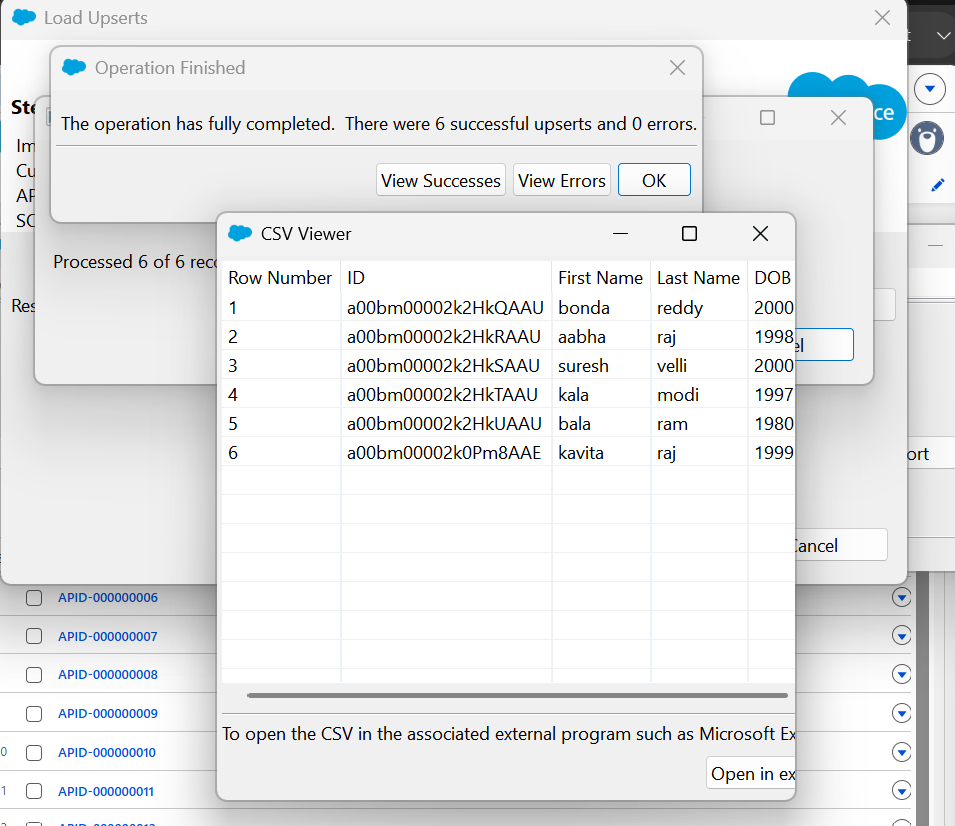 Load Upserts
Operation Finished
Ste
The operation has fully completed. There were 6 successful upserts and 0 errors.
ce
Im
Cu
View Successes View Errors OK
AP
SC
CSV Viewer
Processed 6 of 6 reco
Row Number ID First Name Last Name DOB
Res
1 a00bm00002k2HkQAAU bonda reddy 2000
2 a00bm00002k2HkRAAU aabha raj 1998
el
3 a00bm00002k2HkSAAU suresh velli 2000
4 a00bm00002k2HkTAAU kala modi 1997
5 a00bm00002k2HkUAAU bala ram 1980
6 a00bm00002k0Pm8AAE kavita raj 1999
ort
Cancel
APID-000000006
APID-000000007
APID-000000008
APID-000000009
0 APID-000000010
1 APID-000000011
To open the CSV in the associated external program such as Microsoft Ex
Open in ex